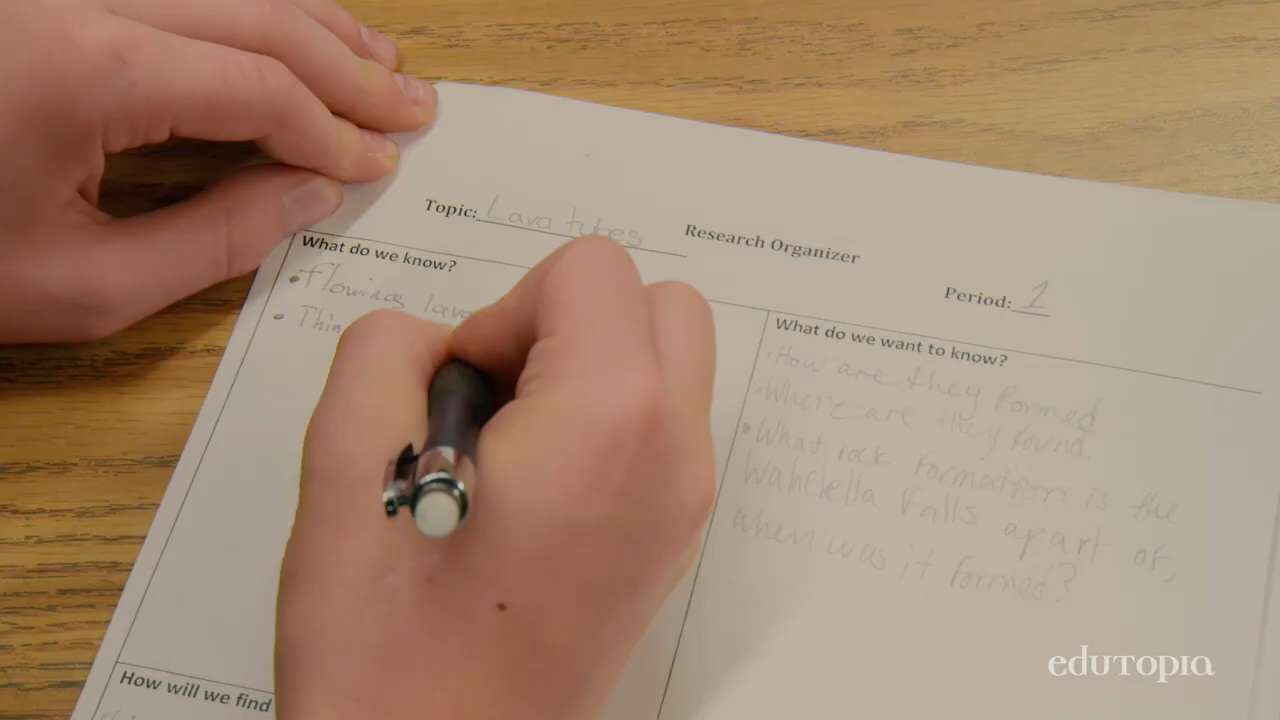 Topic: Lava tubes
Research Organizer
Period: 1
What do we know?
• Flowing lava
• Thin
What do we want to know?
• How are they formed
• Where are they found
• What rock formation is the
Wahclella Falls apart of,
when was it formed?
How will we find
edutopia